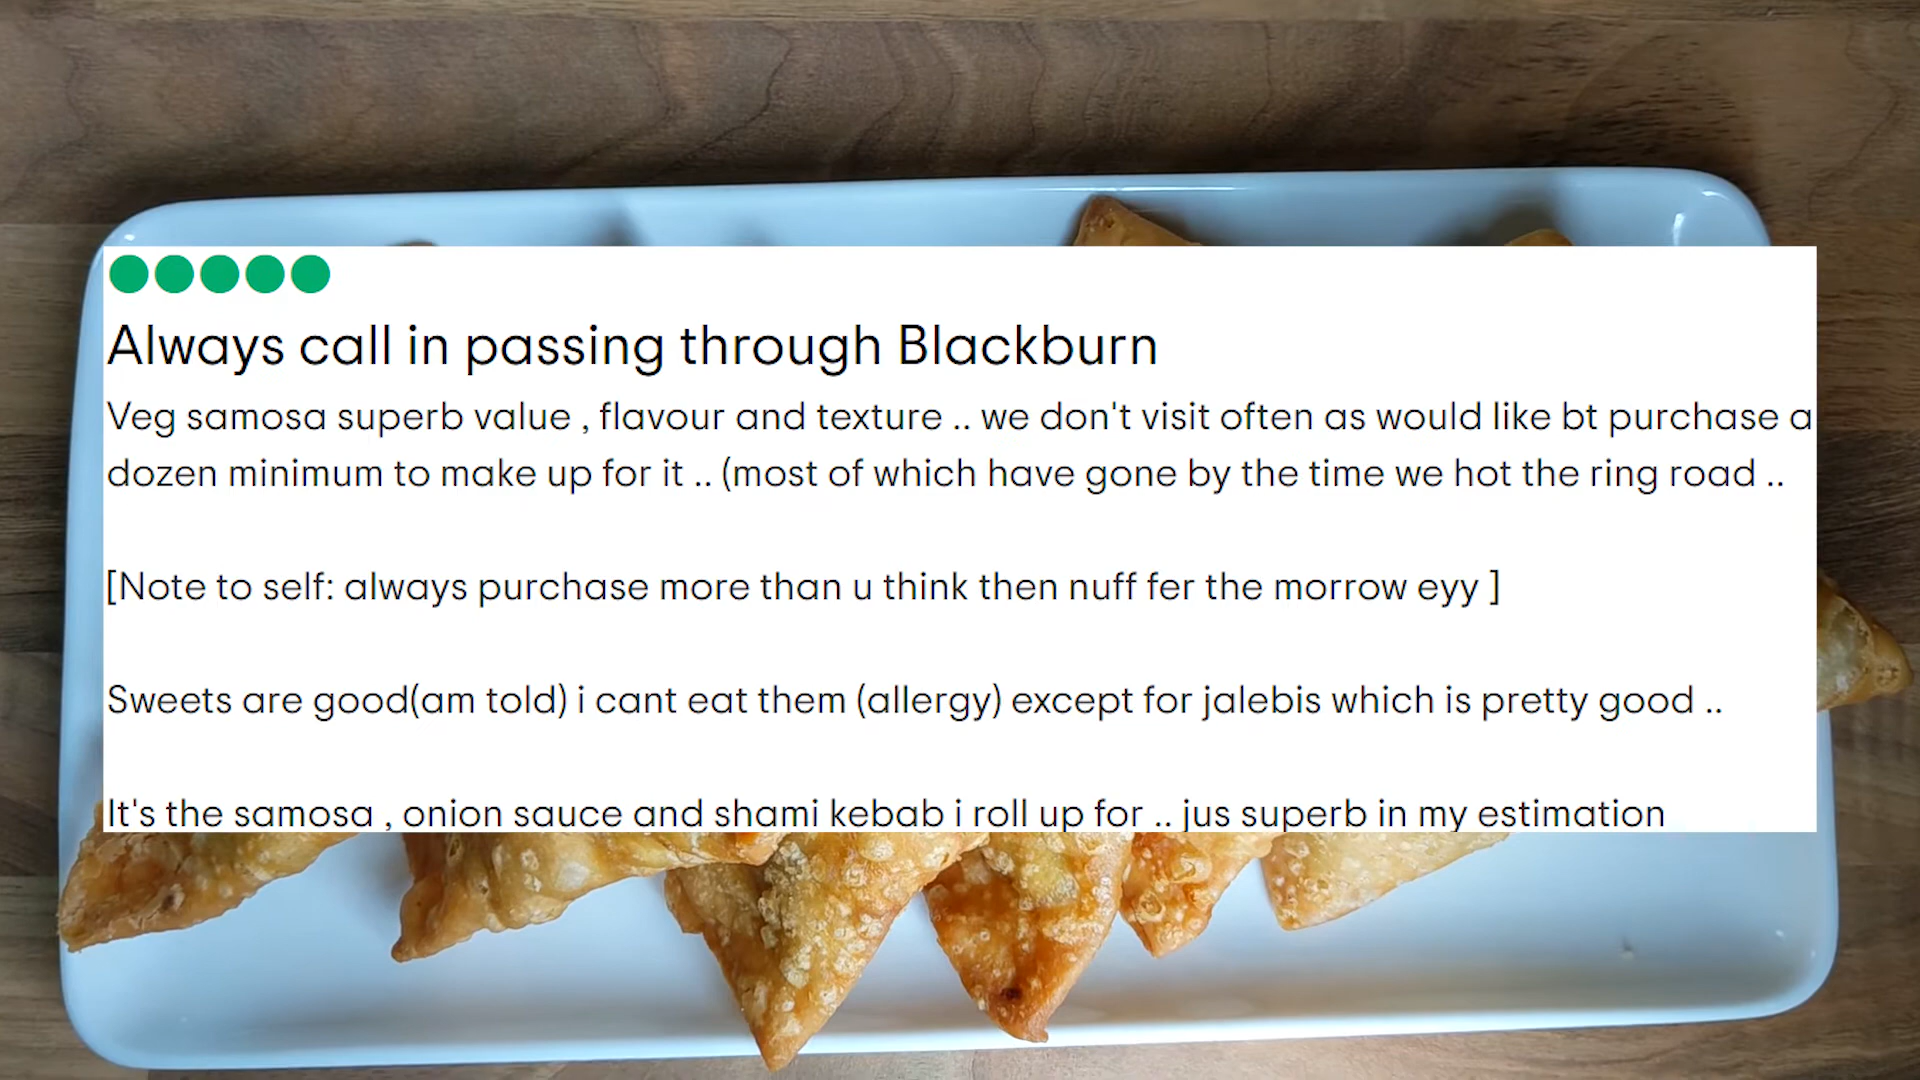 Always call in passing through Blackburn
Veg samosa superb value , flavour and texture .. we don't visit often as would like bt purchase a
dozen minimum to make up for it .. (most of which have gone by the time we hot the ring road ..
[Note to self: always purchase more than u think then nuff fer the morrow eyy ]
Sweets are good(am told) i cant eat them (allergy) except for jalebis which is pretty good ..
It's the samosa , onion sauce and shami kebab i roll up for .. jus superb in my estimation